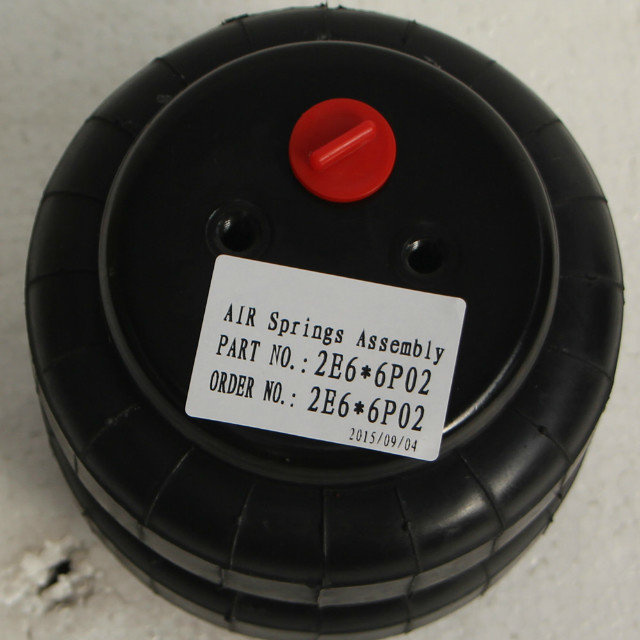 AIR Springs Assembly
PART NO.: 2E6*6P02
ORDER NO.: 2E6*6P02
2015/09/04